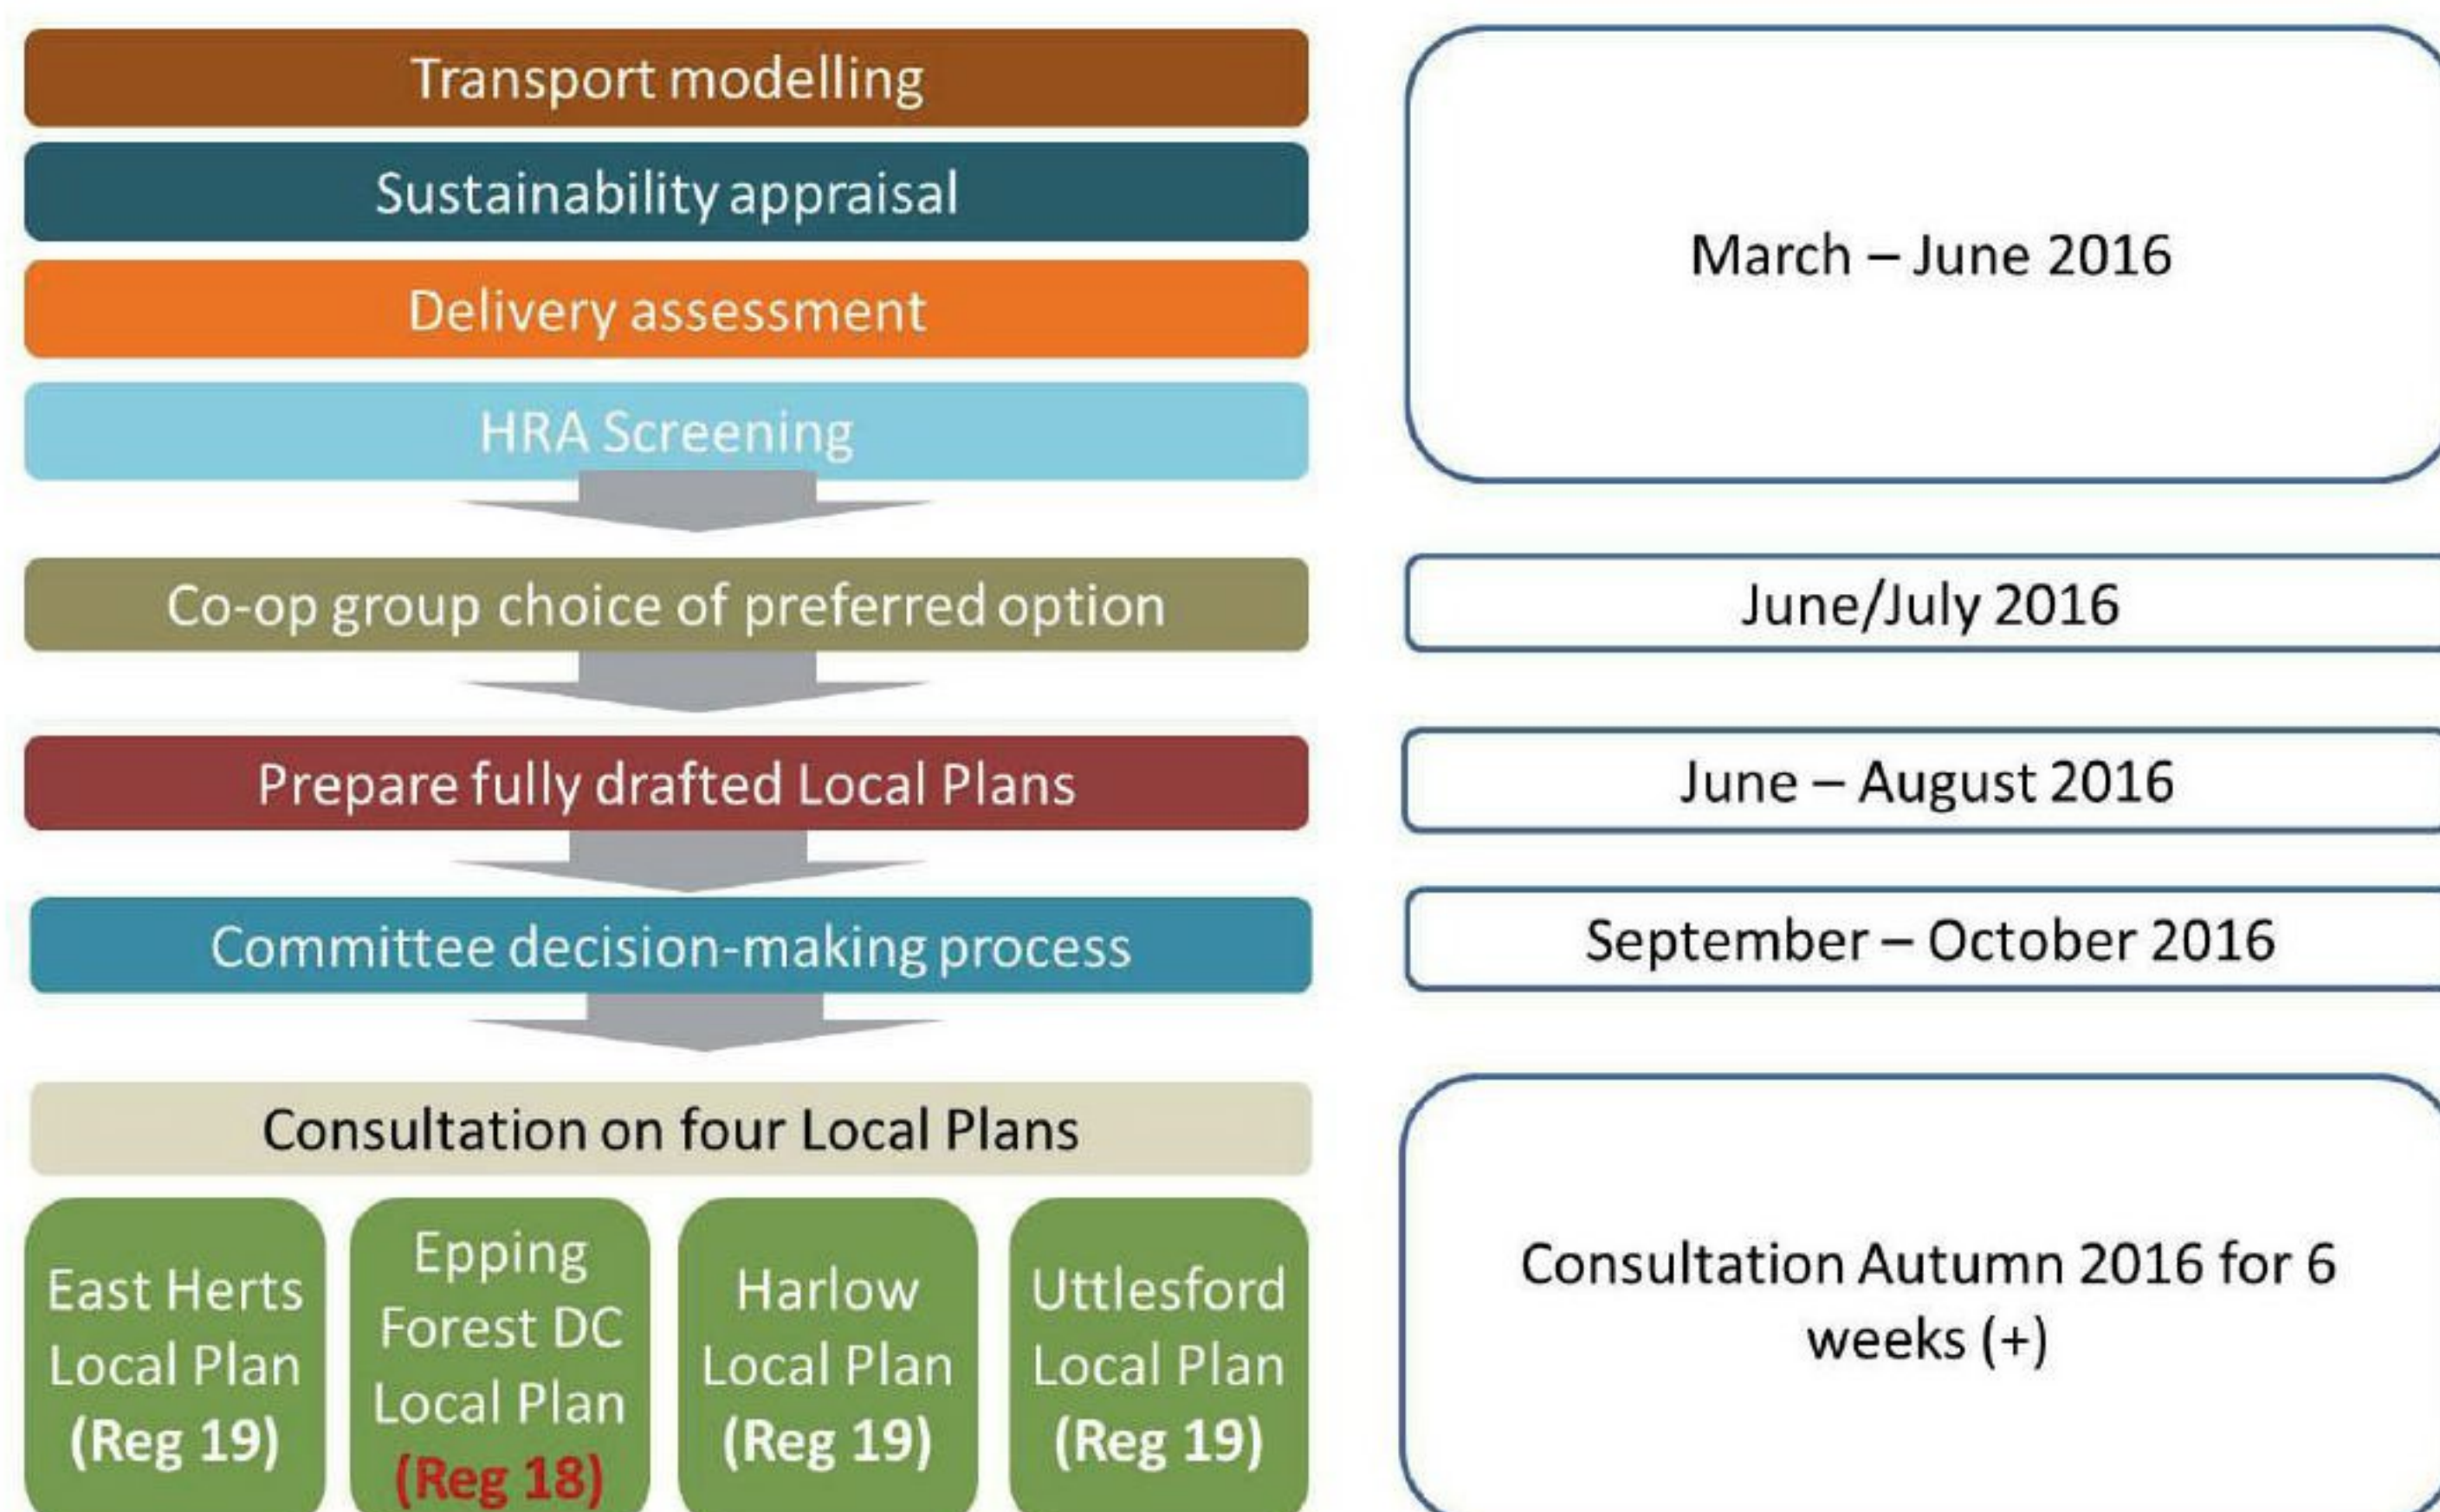 Transport modelling
Sustainability appraisal
Delivery assessment
HRA Screening
March – June 2016
Co-op group choice of preferred option
June/July 2016
Prepare fully drafted Local Plans
June – August 2016
Committee decision-making process
September – October 2016
Consultation on four Local Plans
East Herts
Local Plan
(Reg 19)
Epping
Forest DC
Local Plan
(Reg 18)
Harlow
Local Plan
(Reg 19)
Uttlesford
Local Plan
(Reg 19)
Consultation Autumn 2016 for 6
weeks (+)